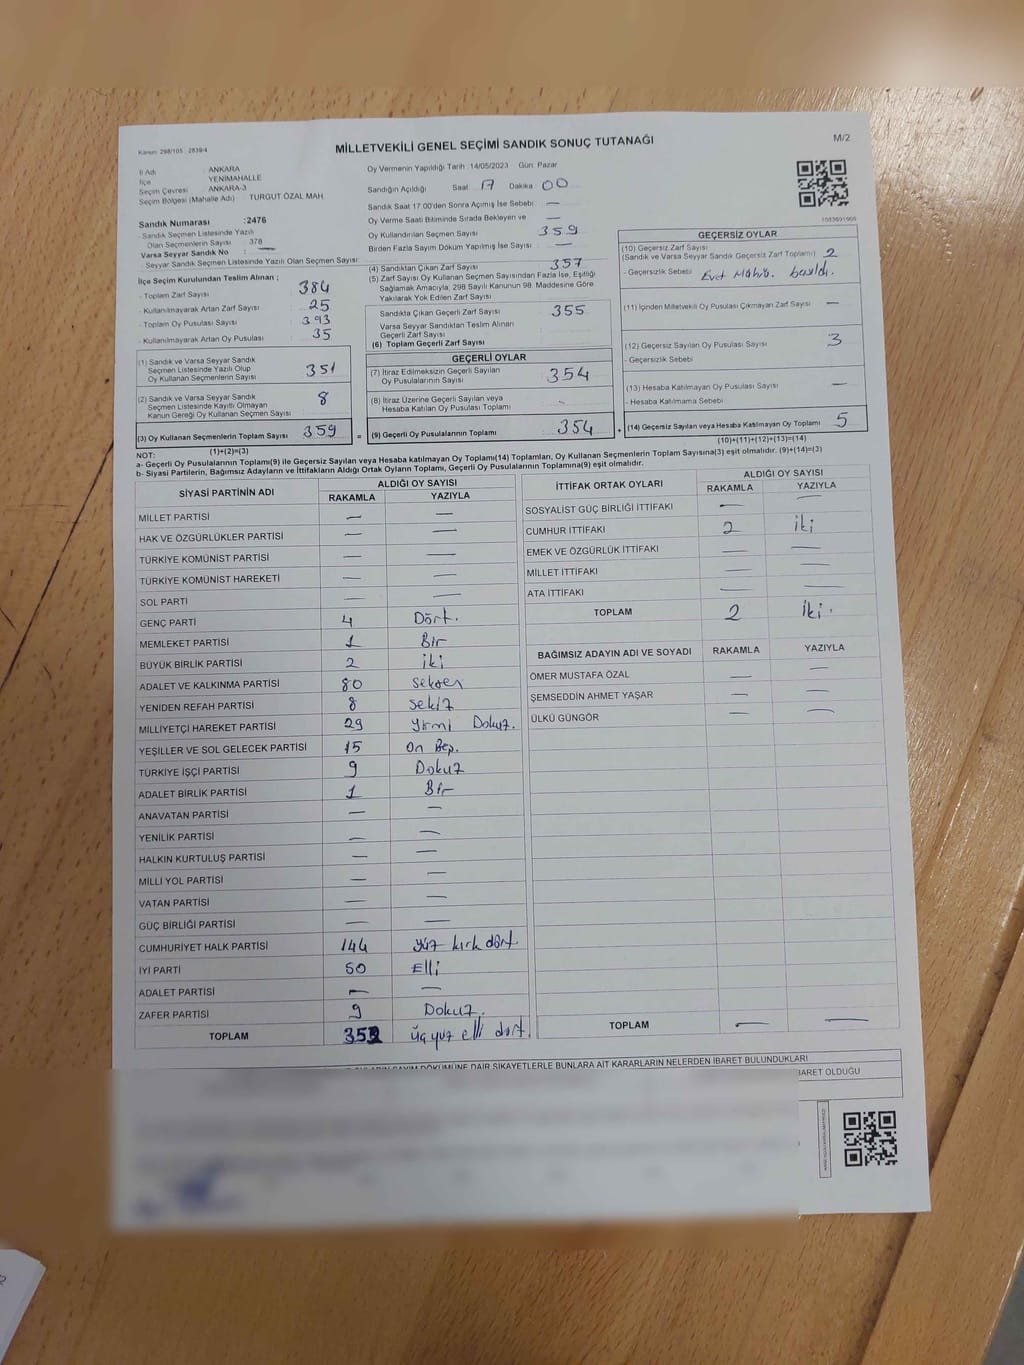 Kanun: 298/105 2839/4
MİLLETVEKİLİ GENEL SEÇİMİ SANDIK SONUÇ TUTANAĞI
M/2
İl Adı : ANKARA
İlçe : YENİMAHALLE
Seçim Çevresi : ANKARA-3
Seçim Bölgesi (Mahalle Adı) : TURGUT ÖZAL MAH
Sandık Numarası :2476
- Sandık Seçmen Listesinde Yazılı
Olan Seçmenlerin Sayısı : 378
Varsa Seyyar Sandık No : —
- Seyyar Sandık Listesinde Yazılı Olan Seçmen Sayısı:
İlçe Seçim Kurulundan Teslim Alınan ;
- Toplam Zarf Sayısı : 384
- Kullanılmayarak Artan Zarf Sayısı : 25
- Toplam Oy Pusulası Sayısı : 393
- Kullanılmayarak Artan Oy Pusulası : 35
(1) Sandık ve Varsa Seyyar Sandık
Seçmen Listesinde Yazılı Olup
Oy Kullanan Seçmenlerin Sayısı : 351
(2) Sandık ve Varsa Seyyar Sandık
Seçmen Listesinde Kayıtlı Olmayan
Kanun Gereği Oy Kullanan Seçmen Sayısı : 8
(3) Oy Kullanan Seçmenlerin Toplam Sayısı : 359
(1)+(2)=(3)
Oy Vermenin Yapıldığı Tarih :14/05/2023 Gün: Pazar
Sandığın Açıldığı Saat 17 Dakika 00
Sandık Saat 17.00'den Sonra Açılmış İse Sebebi: —
Oy Verme Saati Bitiminde Sırada Bekleyen ve —
Oy Kullandırılan Seçmen Sayısı : 359
Birden Fazla Sayım Döküm Yapılmış İse Sayısı : —
(4) Sandıktan Çıkan Zarf Sayısı : 357
(5) Zarf Sayısı Oy Kullanan Seçmen Sayısından Fazla İse, Eşitliği
Sağlamak Amacıyla, 298 Sayılı Kanunun 98. Maddesine Göre
Yakılarak Yok Edilen Zarf Sayısı :
Sandıkta Çıkan Geçerli Zarf Sayısı : 355
Varsa Seyyar Sandıktan Teslim Alınan
Geçerli Zarf Sayısı
(6) Toplam Geçerli Zarf Sayısı
GEÇERLİ OYLAR
(7) İtiraz Edilmeksizin Geçerli Sayılan
Oy Pusulalarının Sayısı : 354
(8) İtiraz Üzerine Geçerli Sayılan veya
Hesaba Katılan Oy Pusulası Toplamı :
= (9) Geçerli Oy Pusulalarının Toplamı : 354
GEÇERSİZ OYLAR
(10) Geçersiz Zarf Sayısı
(Sandık ve Varsa Seyyar Sandık Geçersiz Zarf Toplamı) 2
- Geçersizlik Sebebi : Evet Mühü. basıldı.
(11) İçinden Milletvekili Oy Pusulası Çıkmayan Zarf Sayısı : —
(12) Geçersiz Sayılan Oy Pusulası Sayısı : 3
- Geçersizlik Sebebi :
(13) Hesaba Katılmayan Oy Pusulası Sayısı : —
- Hesaba Katılmama Sebebi :
+ (14) Geçersiz Sayılan veya Hesaba Katılmayan Oy Toplamı : 5
(10)+(11)+(12)+(13)=(14)
NOT:
a- Geçerli Oy Pusulalarının Toplamı(9) ile Geçersiz Sayılan veya Hesaba Katılmayan Oy Toplamı(14) Toplamları, Oy Kullanan Seçmenlerin Toplam Sayısına(3) eşit olmalıdır. (9)+(14)=(3)
b- Siyasi Partilerin, Bağımsız Adayların ve İttifakların Aldığı Ortak Oyların Toplamı, Geçerli Oy Pusulalarının Toplamına(9) eşit olmalıdır.
SİYASİ PARTİNİN ADI
ALDIĞI OY SAYISI
RAKAMLA YAZIYLA
MİLLET PARTİSİ — —
HAK VE ÖZGÜRLÜKLER PARTİSİ — —
TÜRKİYE KOMÜNİST PARTİSİ — —
TÜRKİYE KOMÜNİST HAREKETİ — —
SOL PARTİ — —
GENÇ PARTİ 4 Dört.
MEMLEKET PARTİSİ 1 Bir
BÜYÜK BİRLİK PARTİSİ 2 iki
ADALET VE KALKINMA PARTİSİ 80 seksen
YENİDEN REFAH PARTİSİ 8 sekiz
MİLLİYETÇİ HAREKET PARTİSİ 29 yirmi Dokuz.
YEŞİLLER VE SOL GELECEK PARTİSİ 15 On Beş.
TÜRKİYE İŞÇİ PARTİSİ 9 Dokuz
ADALET BİRLİK PARTİSİ 1 Bir
ANAVATAN PARTİSİ — —
YENİLİK PARTİSİ — —
HALKIN KURTULUŞ PARTİSİ — —
MİLLİ YOL PARTİSİ — —
VATAN PARTİSİ — —
GÜÇ BİRLİĞİ PARTİSİ — —
CUMHURİYET HALK PARTİSİ 144 yüz kırk dört.
İYİ PARTİ 50 Elli
ADALET PARTİSİ — —
ZAFER PARTİSİ 9 Dokuz.
TOPLAM 352 üçyüz elli dört.
İTTİFAK ORTAK OYLARI
ALDIĞI OY SAYISI
RAKAMLA YAZIYLA
SOSYALİST GÜÇ BİRLİĞİ İTTİFAKI — —
CUMHUR İTTİFAKI 2 iki
EMEK VE ÖZGÜRLÜK İTTİFAKI — —
MİLLET İTTİFAKI — —
ATA İTTİFAKI — —
TOPLAM 2 iki.
BAĞIMSIZ ADAYIN ADI VE SOYADI RAKAMLA YAZIYLA
ÖMER MUSTAFA ÖZAL — —
ŞEMSEDDİN AHMET YAŞAR — —
ÜLKÜ GÜNGÖR — —
TOPLAM — —
DÖKÜMÜNE DAİR ŞİKAYETLERLE BUNLARA AİT KARARLARIN NELERDEN İBARET BULUNDUKLARI
İBARET OLDUĞU